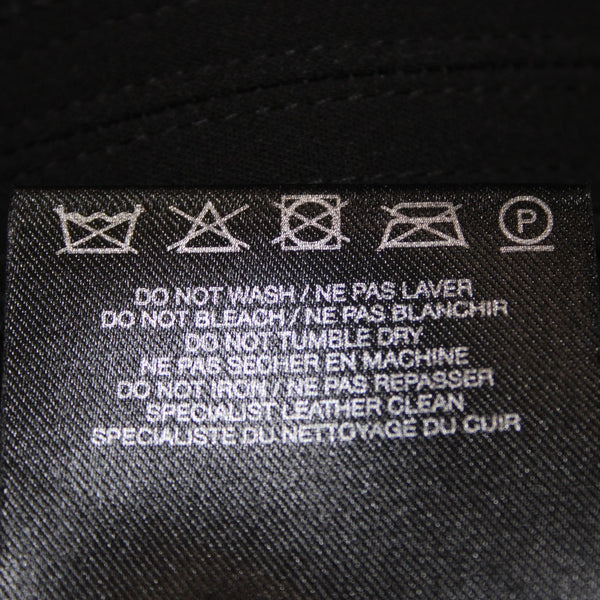 P
DO NOT WASH / NE PAS LAVER
DO NOT BLEACH / NE PAS BLANCHIR
DO NOT TUMBLE DRY
NE PAS SECHER EN MACHINE
DO NOT IRON / NE PAS REPASSER
SPECIALIST LEATHER CLEAN
SPECIALISTE DU NETTOYAGE DU CUIR